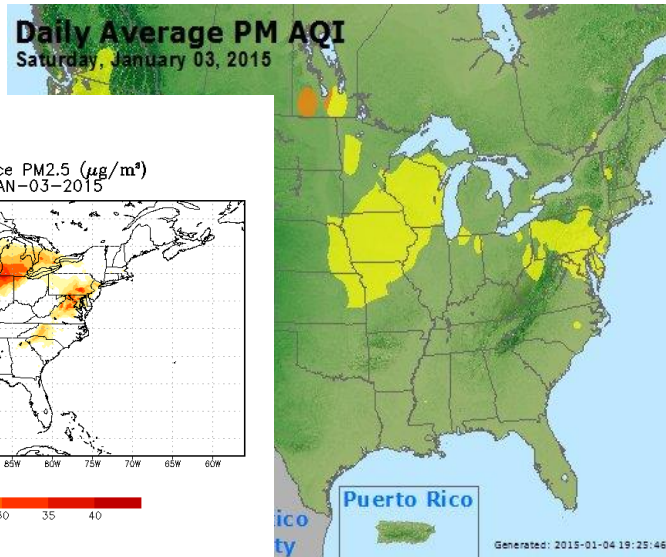 Daily Average PM AQI
Saturday, January 03, 2015
ce PM2.5 (μg/m³)
AN-03-2015
85W 80W 75W 70W 65W 60W
30 35 40
Puerto Rico
ico
ty
Generated: 2015-01-04 19:25:46